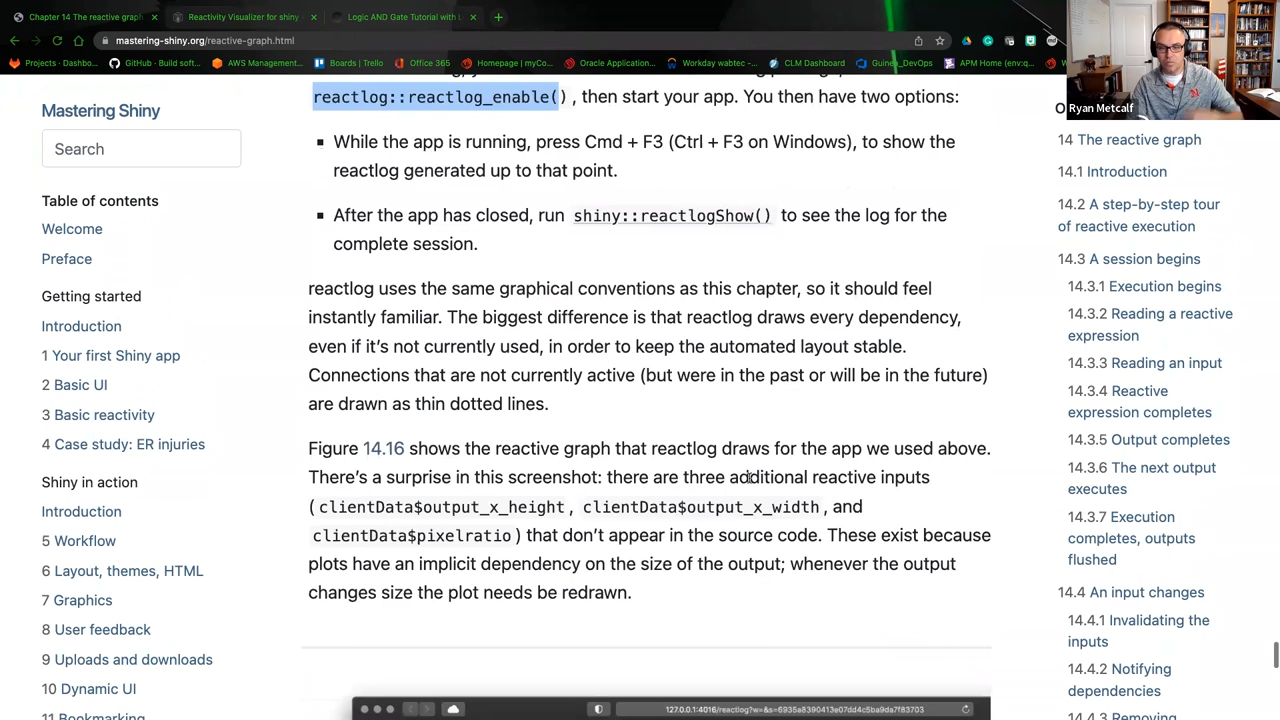 Chapter 14 The reactive graph
Reactivity Visualizer for shiny
Logic AND Gate Tutorial with L
mastering-shiny.org/reactive-graph.html
Projects · Dashbo...
GitHub · Build soft...
AWS Management...
Boards | Trello
Office 365
Homepage | myCo...
Oracle Application...
Workday wabtec -...
CLM Dashboard
Guinea_DevOps
APM Home (env:q...
Ryan Metcalf
Mastering Shiny
Search
Table of contents
Welcome
Preface
Getting started
Introduction
1 Your first Shiny app
2 Basic UI
3 Basic reactivity
4 Case study: ER injuries
Shiny in action
Introduction
5 Workflow
6 Layout, themes, HTML
7 Graphics
8 User feedback
9 Uploads and downloads
10 Dynamic UI
11 Bookmarking
reactlog::reactlog_enable() , then start your app. You then have two options:
▪ While the app is running, press Cmd + F3 (Ctrl + F3 on Windows), to show the
reactlog generated up to that point.
▪ After the app has closed, run shiny::reactlogShow() to see the log for the
complete session.
reactlog uses the same graphical conventions as this chapter, so it should feel
instantly familiar. The biggest difference is that reactlog draws every dependency,
even if it’s not currently used, in order to keep the automated layout stable.
Connections that are not currently active (but were in the past or will be in the future)
are drawn as thin dotted lines.
Figure 14.16 shows the reactive graph that reactlog draws for the app we used above.
There’s a surprise in this screenshot: there are three additional reactive inputs
(clientData$output_x_height, clientData$output_x_width, and
clientData$pixelratio) that don’t appear in the source code. These exist because
plots have an implicit dependency on the size of the output; whenever the output
changes size the plot needs be redrawn.
127.0.0.1:4016/reactlog?w=&s=6935a8390413e07dd4c5ba9da7f83703
14 The reactive graph
14.1 Introduction
14.2 A step-by-step tour
of reactive execution
14.3 A session begins
14.3.1 Execution begins
14.3.2 Reading a reactive
expression
14.3.3 Reading an input
14.3.4 Reactive
expression completes
14.3.5 Output completes
14.3.6 The next output
executes
14.3.7 Execution
completes, outputs
flushed
14.4 An input changes
14.4.1 Invalidating the
inputs
14.4.2 Notifying
dependencies
14.4.3 Removing